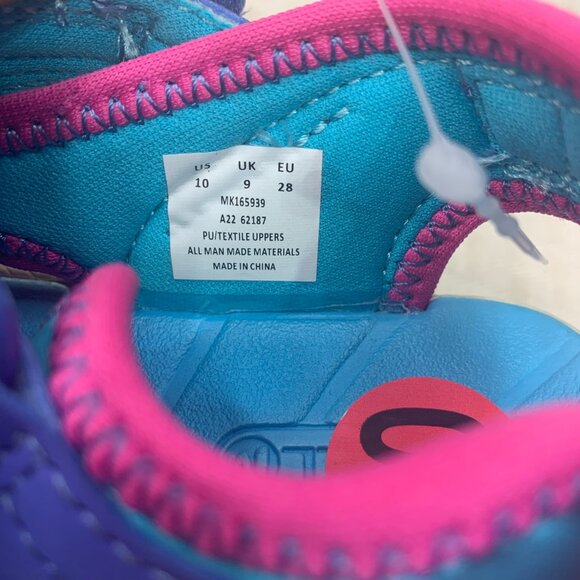 US UK EU
10 9 28
MK165939
A22 62187
PU/TEXTILE UPPERS
ALL MAN MADE MATERIALS
MADE IN CHINA